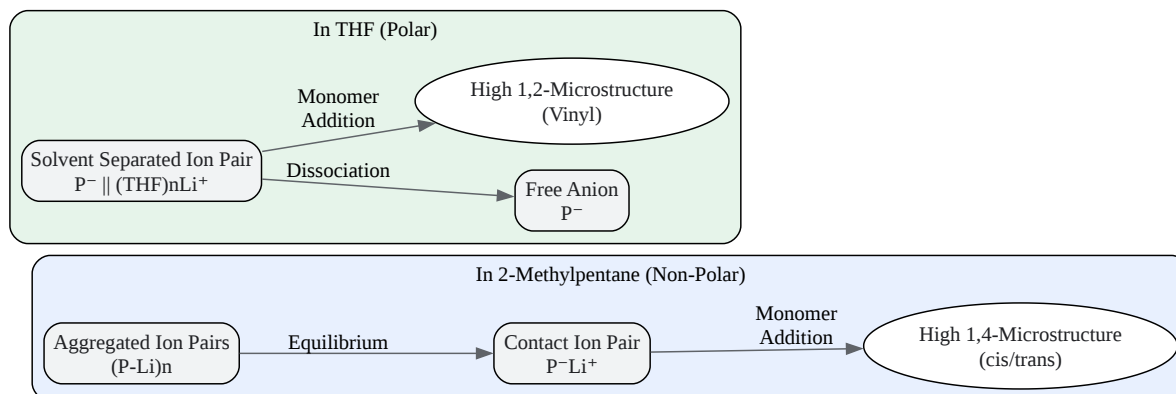 In THF (Polar)
Monomer
Addition
High 1,2-Microstructure
(Vinyl)
Solvent Separated Ion Pair
P⁻ || (THF)nLi⁺
Dissociation
Free Anion
P⁻
In 2-Methylpentane (Non-Polar)
Aggregated Ion Pairs
(P-Li)n
Equilibrium
Contact Ion Pair
P⁻Li⁺
Monomer
Addition
High 1,4-Microstructure
(cis/trans)